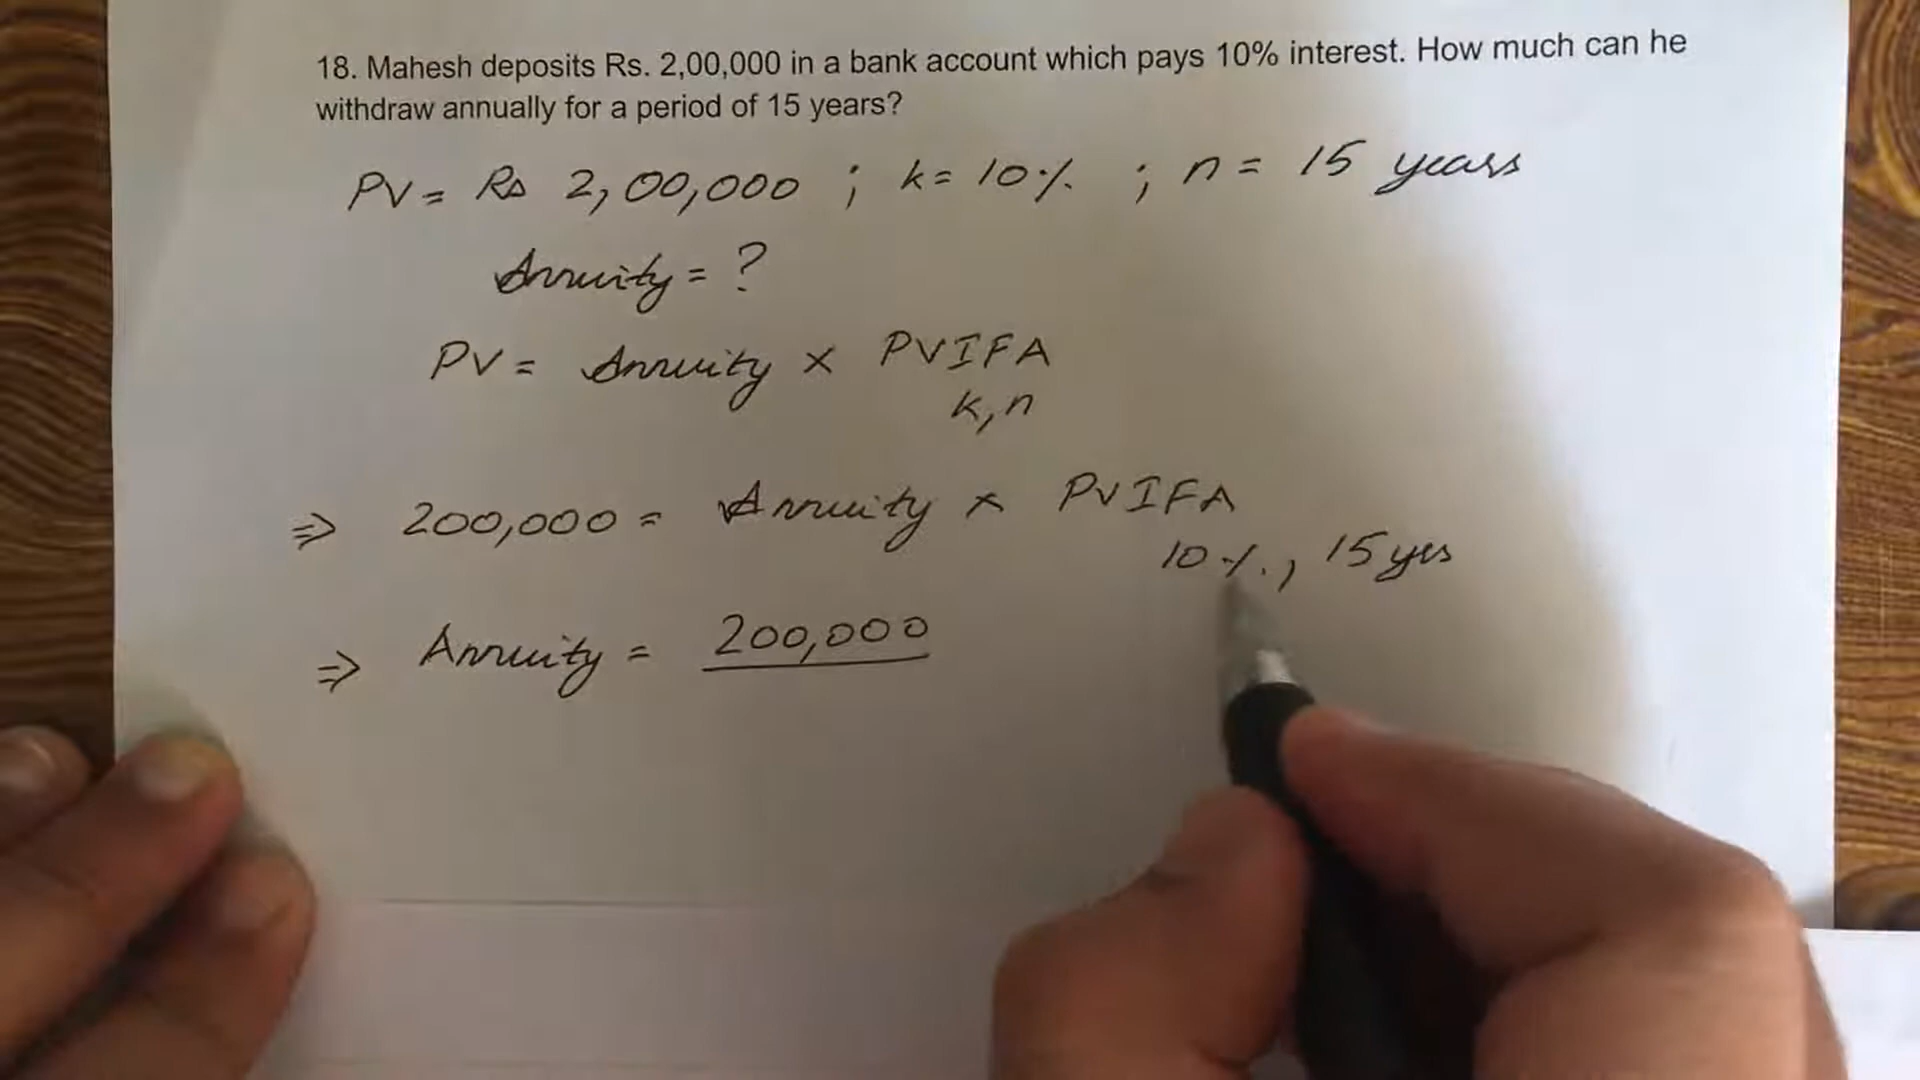 18. Mahesh deposits Rs. 2,00,000 in a bank account which pays 10% interest. How much can he
withdraw annually for a period of 15 years?
PV = Rs 2,00,000 ; k = 10% ; n = 15 years
Annuity = ?
PV = Annuity × PVIFA
k,n
⇒ 200,000 = Annuity × PVIFA
10%, 15 yrs
⇒ Annuity = 200,000